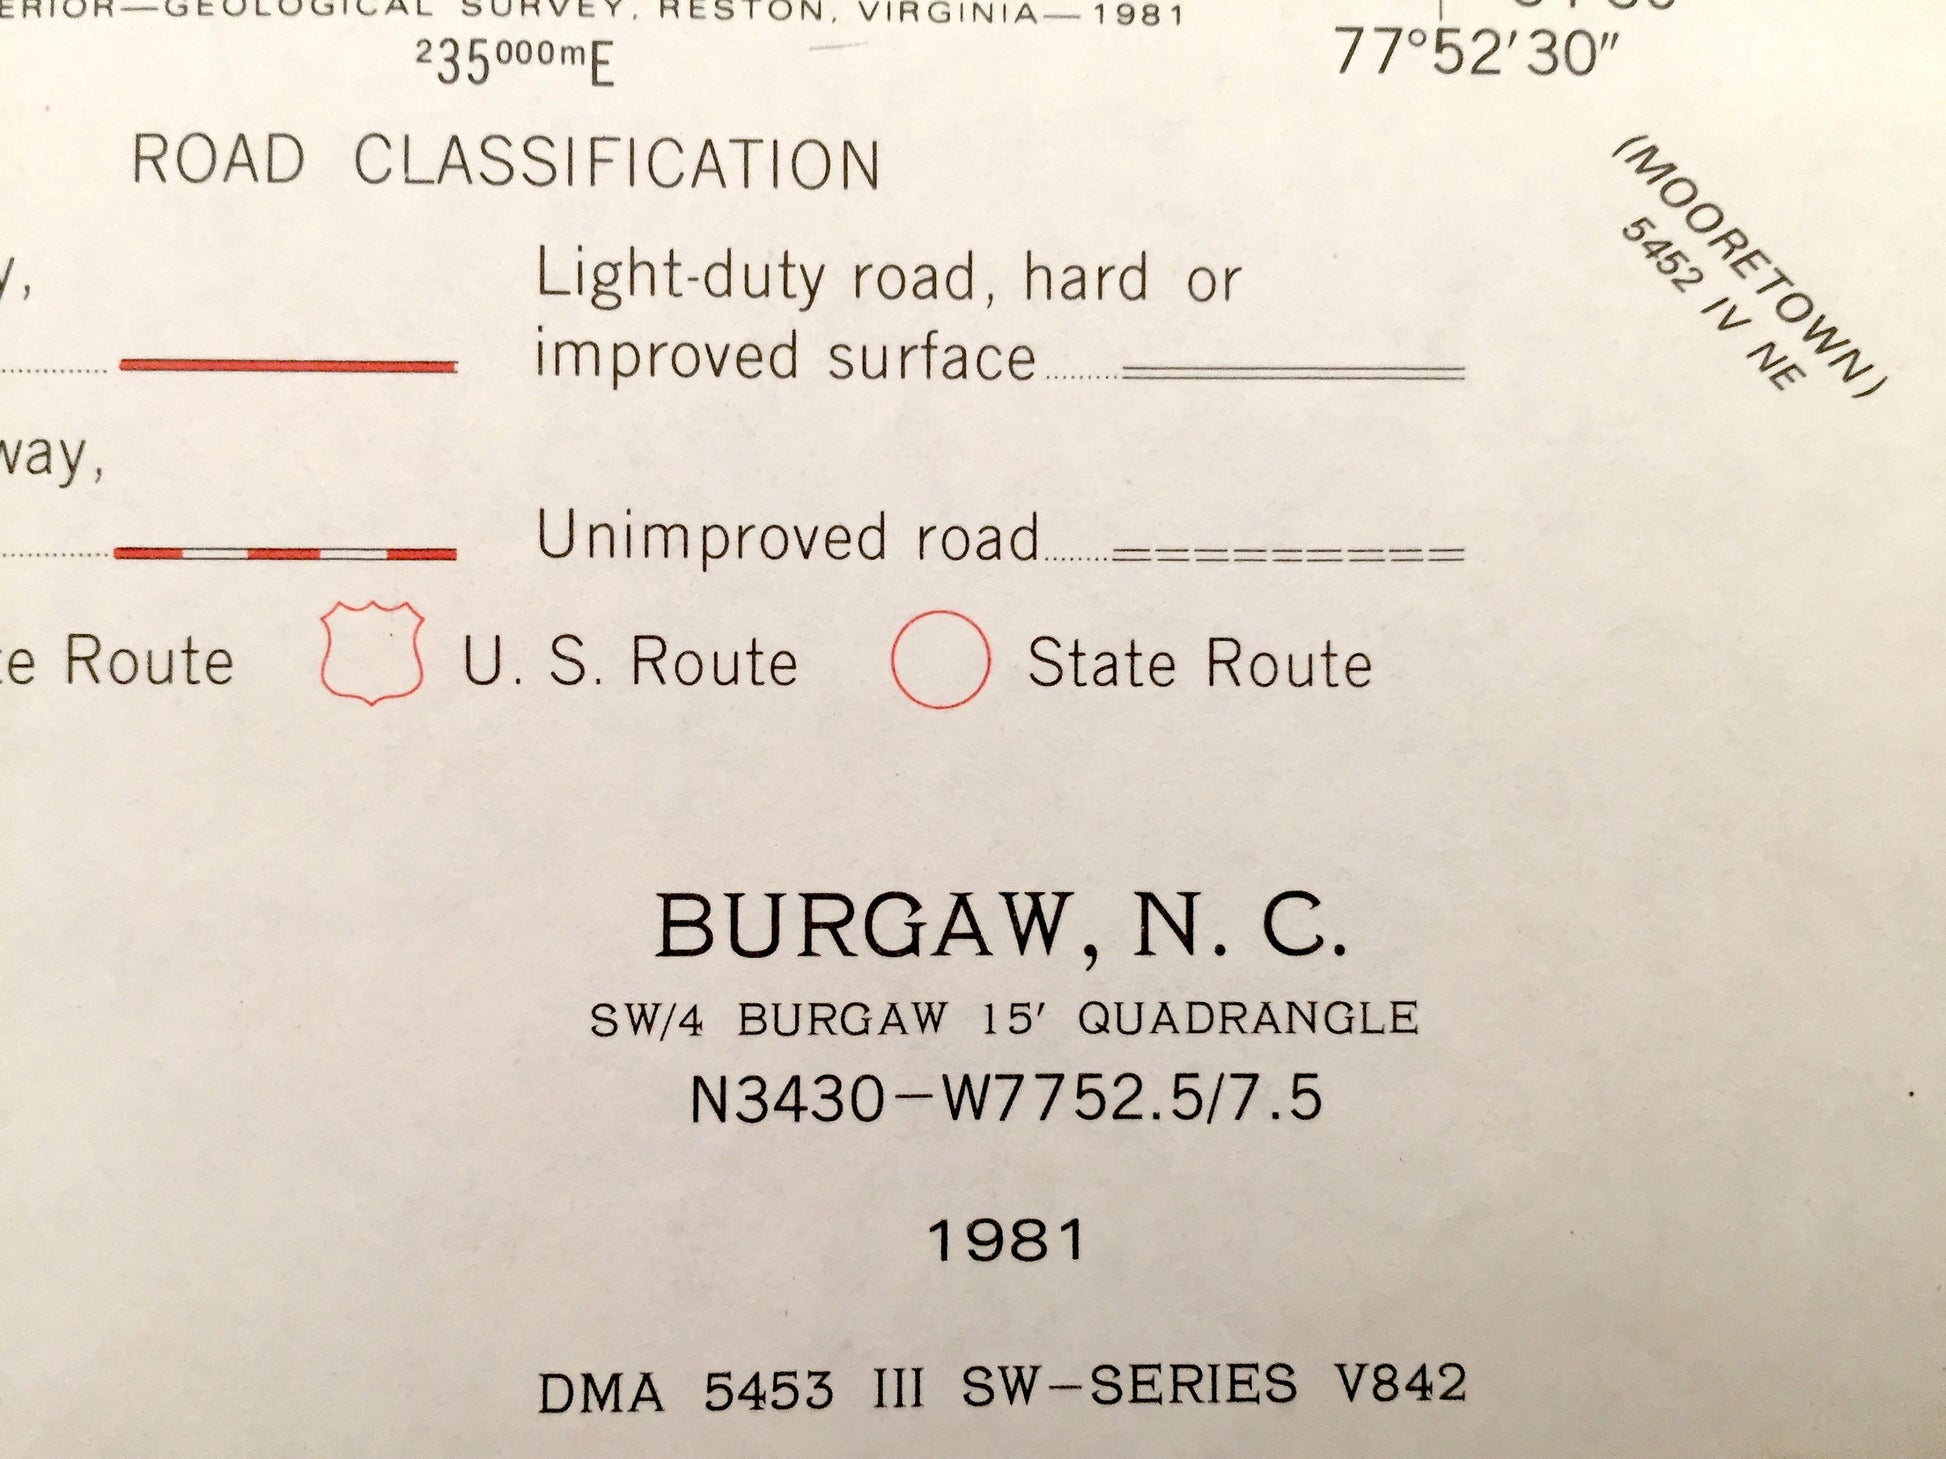 ERIOR—GEOLOGICAL SURVEY, RESTON, VIRGINIA—1981
²35⁰⁰⁰ᵐE
77°52′30″
ROAD CLASSIFICATION
(MOORETOWN)
5452 IV NE
y,
Light-duty road, hard or
improved surface
way,
Unimproved road
te Route
U. S. Route
State Route
BURGAW, N. C.
SW/4 BURGAW 15′ QUADRANGLE
N3430–W7752.5/7.5
1981
DMA 5453 III SW–SERIES V842